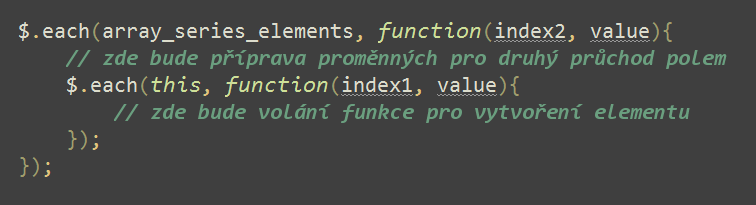 $.each(array_series_elements, function(index2, value){
// zde bude příprava proměnných pro druhý průchod polem
$.each(this, function(index1, value){
// zde bude volání funkce pro vytvoření elementu
});
});